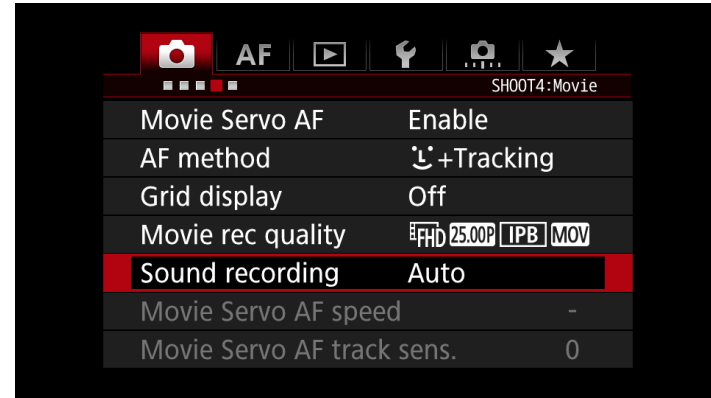 AF
SHOOT4:Movie
Movie Servo AF Enable
AF method +Tracking
Grid display Off
Movie rec quality FHD 25.00P IPB MOV
Sound recording Auto
Movie Servo AF speed -
Movie Servo AF track sens. 0